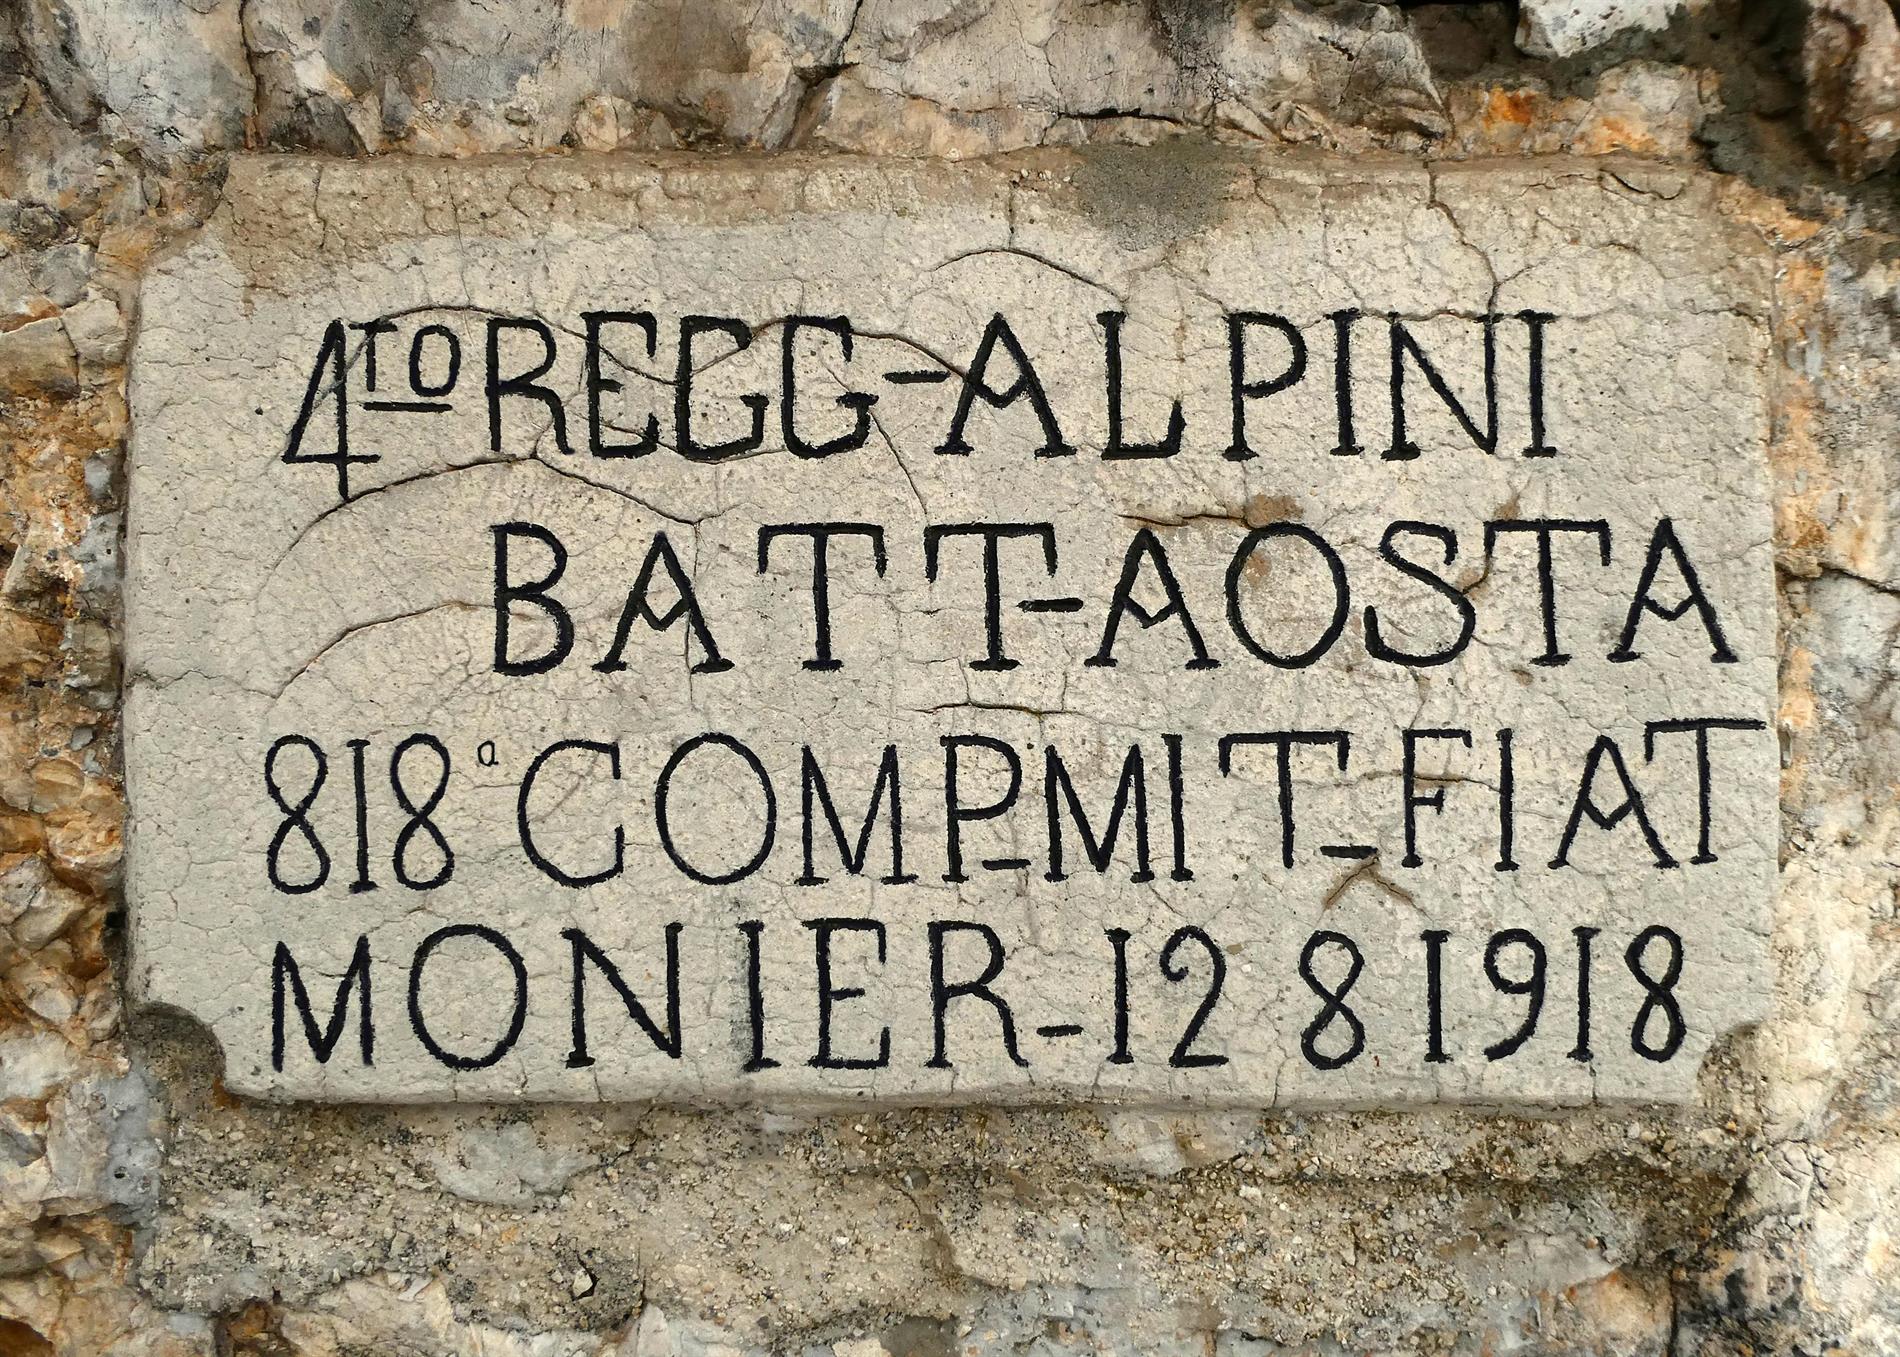 4TO REGG-ALPINI
BATT-AOSTA
818a COMP-MIT-FIAT
MONIER-12 8 1918